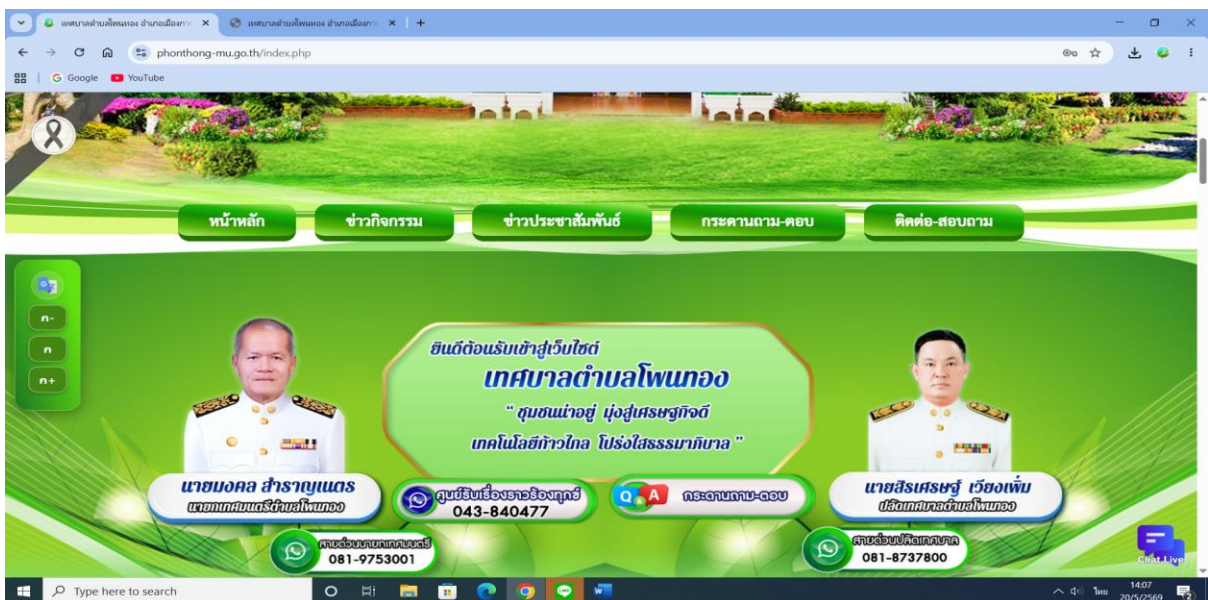 เทศบาลตำบลโพนทอง อำเภอเมืองกา
เทศบาลตำบลโพนทอง อำเภอเมืองกา
phonthong-mu.go.th/index.php
Google
YouTube
หน้าหลัก
ข่าวกิจกรรม
ข่าวประชาสัมพันธ์
กระดานถาม-ตอบ
ติดต่อ-สอบถาม
ก-
ก
ก+
ยินดีต้อนรับเข้าสู่เว็บไซต์
เทศบาลตำบลโพนทอง
“ ชุมชนน่าอยู่ มุ่งสู่เศรษฐกิจดี
เทคโนโลยีก้าวไกล โปร่งใสธรรมาภิบาล ”
นายมงคล สำราญเนตร
นายกเทศมนตรีตำบลโพนทอง
ศูนย์รับเรื่องราวร้องทุกข์
043-840477
Q A กระดานถาม-ตอบ
นายสิรเศรษฐ์ เวียงเพิ่ม
ปลัดเทศบาลตำบลโพนทอง
สายด่วนนายกเทศมนตรี
081-9753001
สายด่วนปลัดเทศบาล
081-8737800
Chat Live
Type here to search
ไทย
14:07
20/5/2569